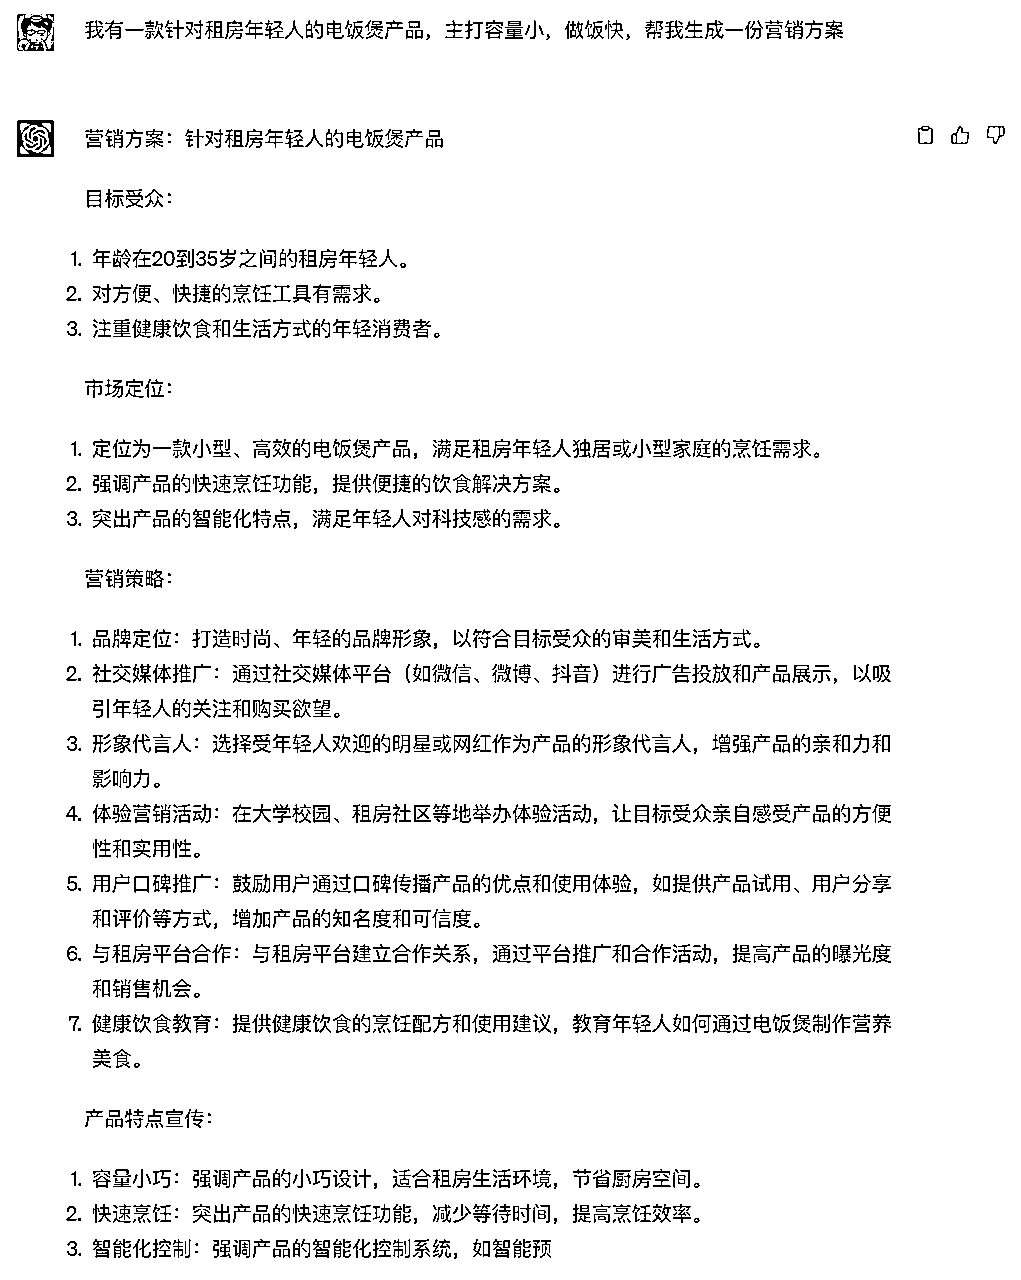 我有一款针对租房年轻人的电饭煲产品，主打容量小，做饭快，帮我生成一份营销方案
营销方案：针对租房年轻人的电饭煲产品
目标受众：
1. 年龄在20到35岁之间的租房年轻人。
2. 对方便、快捷的烹饪工具有需求。
3. 注重健康饮食和生活方式的年轻消费者。
市场定位：
1. 定位为一款小型、高效的电饭煲产品，满足租房年轻人独居或小型家庭的烹饪需求。
2. 强调产品的快速烹饪功能，提供便捷的饮食解决方案。
3. 突出产品的智能化特点，满足年轻人对科技感的需求。
营销策略：
1. 品牌定位：打造时尚、年轻的品牌形象，以符合目标受众的审美和生活方式。
2. 社交媒体推广：通过社交媒体平台（如微信、微博、抖音）进行广告投放和产品展示，以吸
引年轻人的关注和购买欲望。
3. 形象代言人：选择受年轻人欢迎的明星或网红作为产品的形象代言人，增强产品的亲和力和
影响力。
4. 体验营销活动：在大学校园、租房社区等地举办体验活动，让目标受众亲自感受产品的方便
性和实用性。
5. 用户口碑推广：鼓励用户通过口碑传播产品的优点和使用体验，如提供产品试用、用户分享
和评价等方式，增加产品的知名度和可信度。
6. 与租房平台合作：与租房平台建立合作关系，通过平台推广和合作活动，提高产品的曝光度
和销售机会。
7. 健康饮食教育：提供健康饮食的烹饪配方和使用建议，教育年轻人如何通过电饭煲制作营养
美食。
产品特点宣传：
1. 容量小巧：强调产品的小巧设计，适合租房生活环境，节省厨房空间。
2. 快速烹饪：突出产品的快速烹饪功能，减少等待时间，提高烹饪效率。
3. 智能化控制：强调产品的智能化控制系统，如智能预